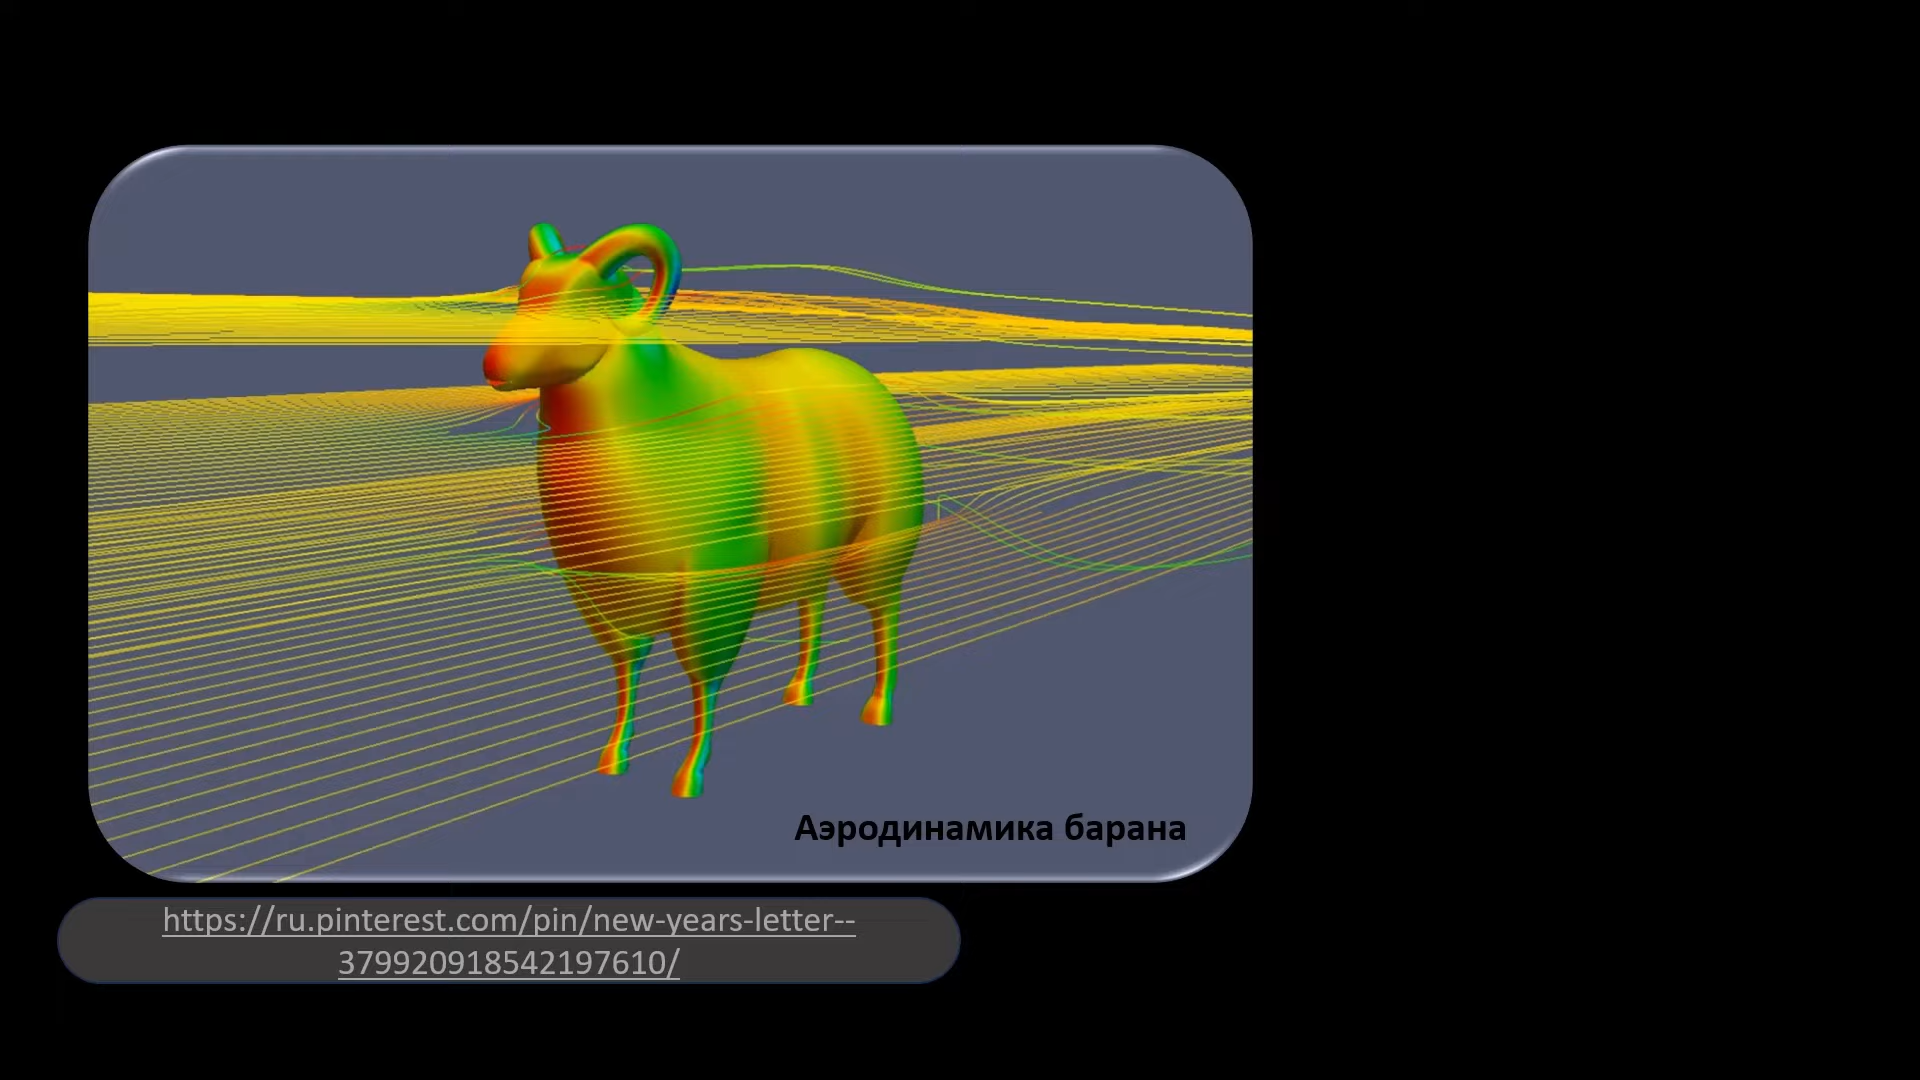 Аэродинамика барана
https://ru.pinterest.com/pin/new-years-letter--
379920918542197610/